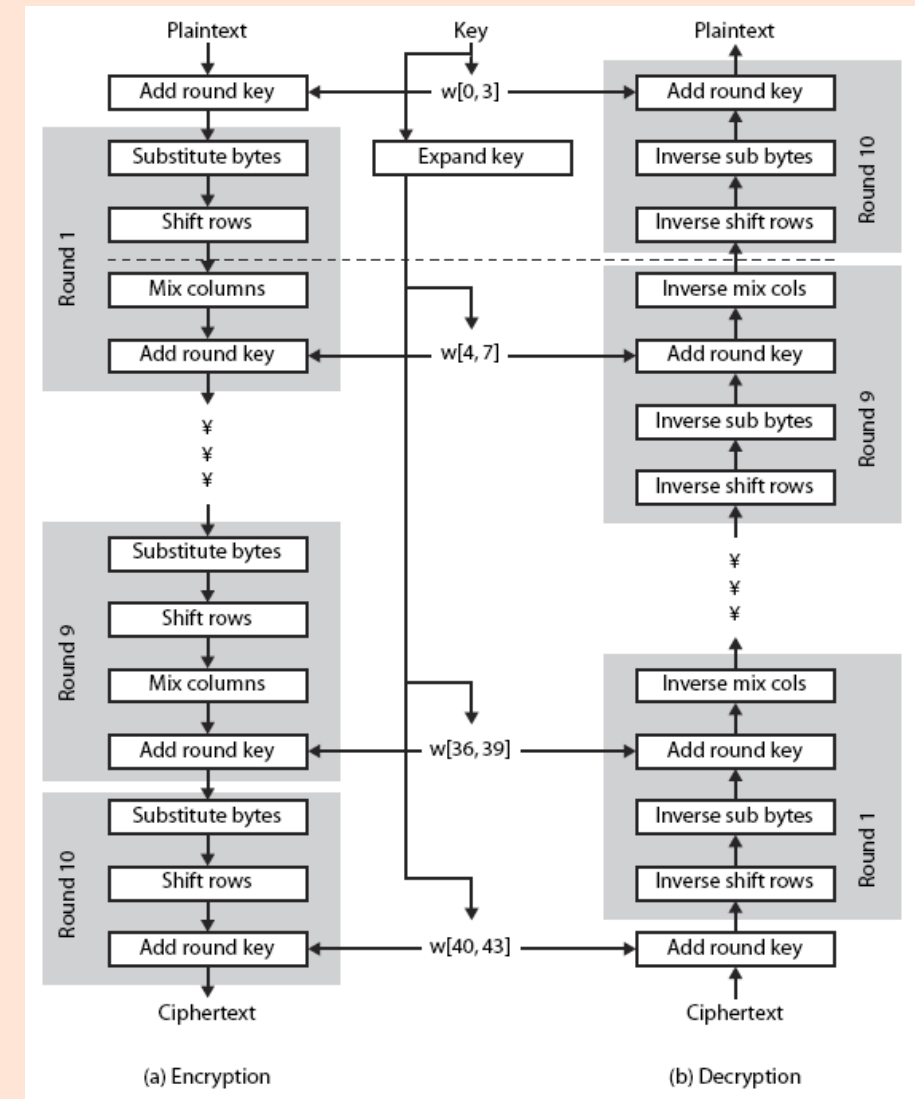 Plaintext
Key
Plaintext
Add round key
w[0, 3]
Add round key
Substitute bytes
Expand key
Inverse sub bytes
Round 10
Shift rows
Inverse shift rows
Round 1
Mix columns
Inverse mix cols
Add round key
w[4, 7]
Add round key
¥
¥
¥
Inverse sub bytes
Round 9
Inverse shift rows
Substitute bytes
¥
¥
¥
Shift rows
Round 9
Mix columns
Inverse mix cols
Add round key
w[36, 39]
Add round key
Substitute bytes
Inverse sub bytes
Round 1
Shift rows
Inverse shift rows
Round 10
Add round key
w[40, 43]
Add round key
Ciphertext
Ciphertext
(a) Encryption
(b) Decryption